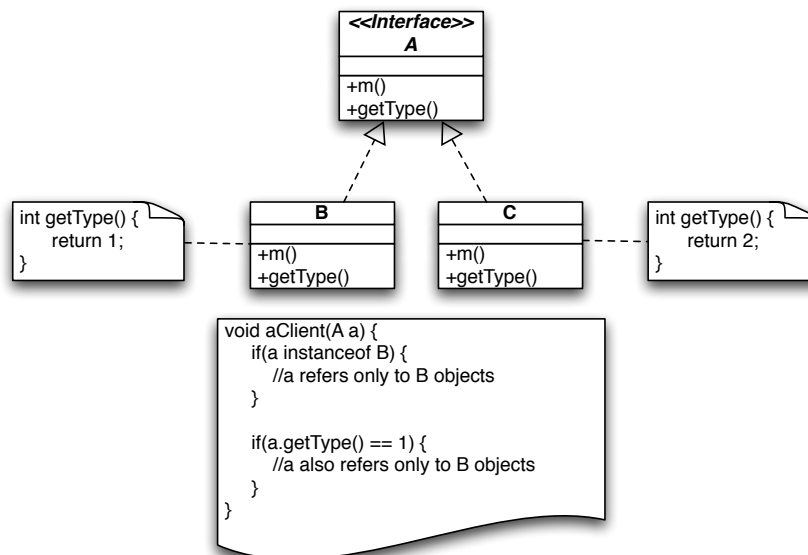 <<Interface>>
A
+m()
+getType()
int getType() {
return 1;
}
B
+m()
+getType()
C
+m()
+getType()
int getType() {
return 2;
}
void aClient(A a) {
if(a instanceof B) {
//a refers only to B objects
}
if(a.getType() == 1) {
//a also refers only to B objects
}
}